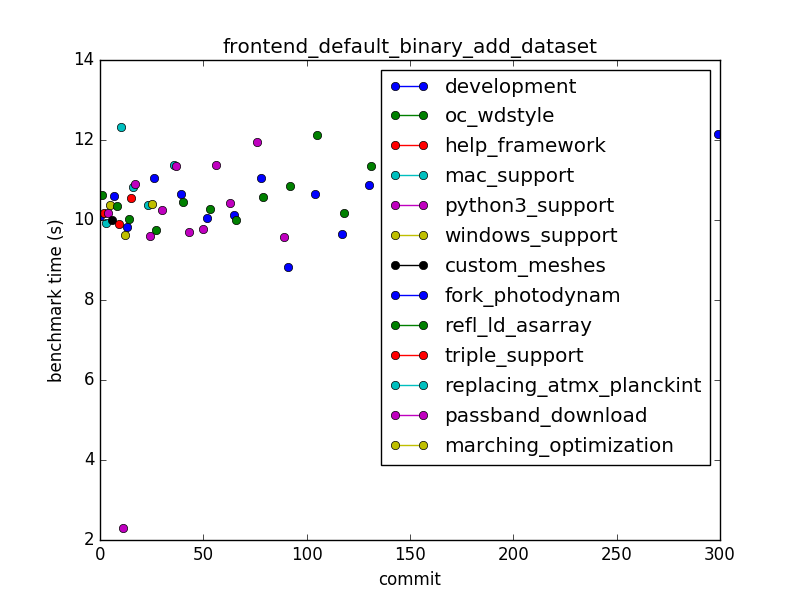 frontend_default_binary_add_dataset
14
12
10
8
6
4
2
benchmark time (s)
development
oc_wdstyle
help_framework
mac_support
python3_support
windows_support
custom_meshes
fork_photodynam
refl_ld_asarray
triple_support
replacing_atmx_planckint
passband_download
marching_optimization
0 50 100 150 200 250 300
commit